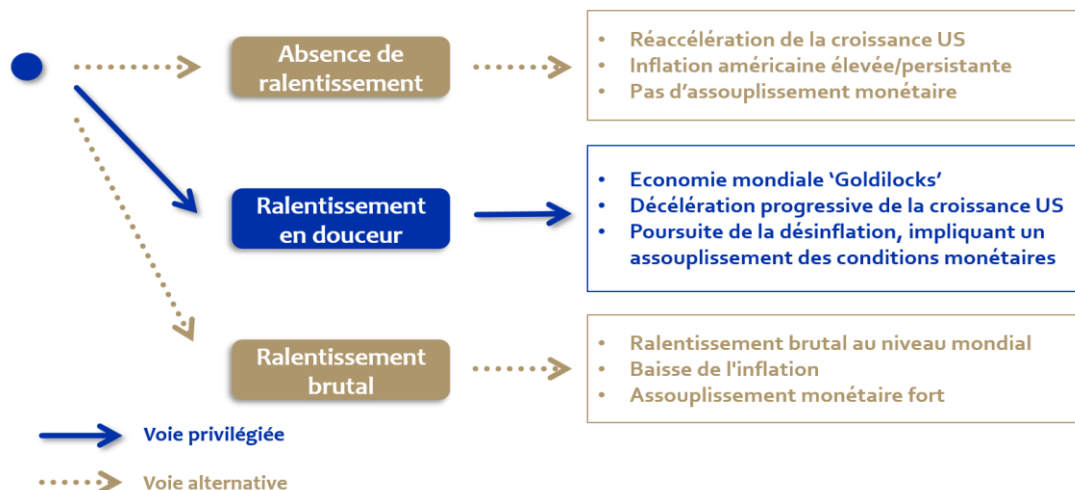 Absence de
ralentissement
• Réaccélération de la croissance US
• Inflation américaine élevée/persistante
• Pas d’assouplissement monétaire
Ralentissement
en douceur
• Economie mondiale ‘Goldilocks’
• Décélération progressive de la croissance US
• Poursuite de la désinflation, impliquant un
assouplissement des conditions monétaires
Ralentissement
brutal
• Ralentissement brutal au niveau mondial
• Baisse de l'inflation
• Assouplissement monétaire fort
Voie privilégiée
Voie alternative